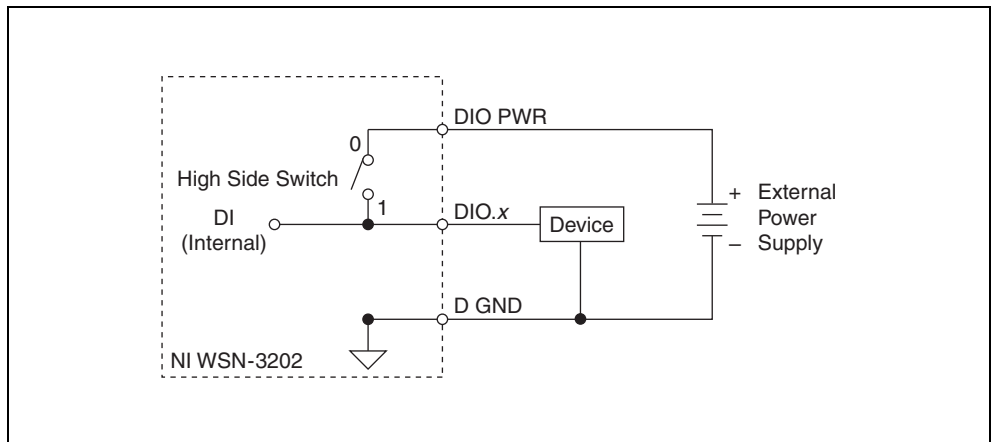 DIO PWR
0
High Side Switch
1
DI
(Internal)
DIO.x
Device
+ External
Power
– Supply
D GND
NI WSN-3202